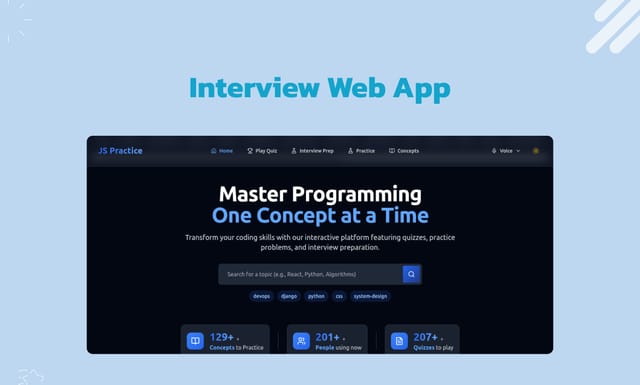 Interview Web App
JS Practice
Home
Play Quiz
Interview Prep
Practice
Concepts
Voice
Master Programming
One Concept at a Time
Transform your coding skills with our interactive platform featuring quizzes, practice
problems, and interview preparation.
Search for a topic (e.g., React, Python, Algorithms)
devops
django
python
css
system-design
129+
Concepts to Practice
201+
People using now
207+
Quizzes to play